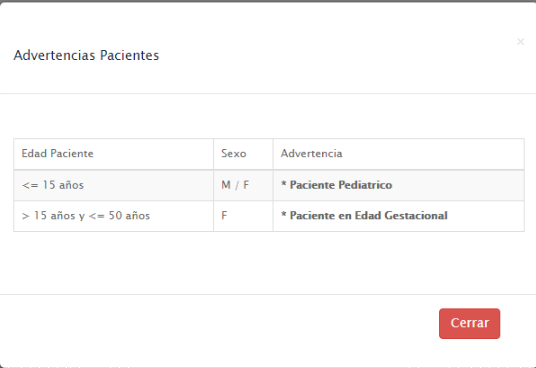 ×
Advertencias Pacientes
Edad Paciente Sexo Advertencia
<= 15 años M / F * Paciente Pediatrico
> 15 años y <= 50 años F * Paciente en Edad Gestacional
Cerrar